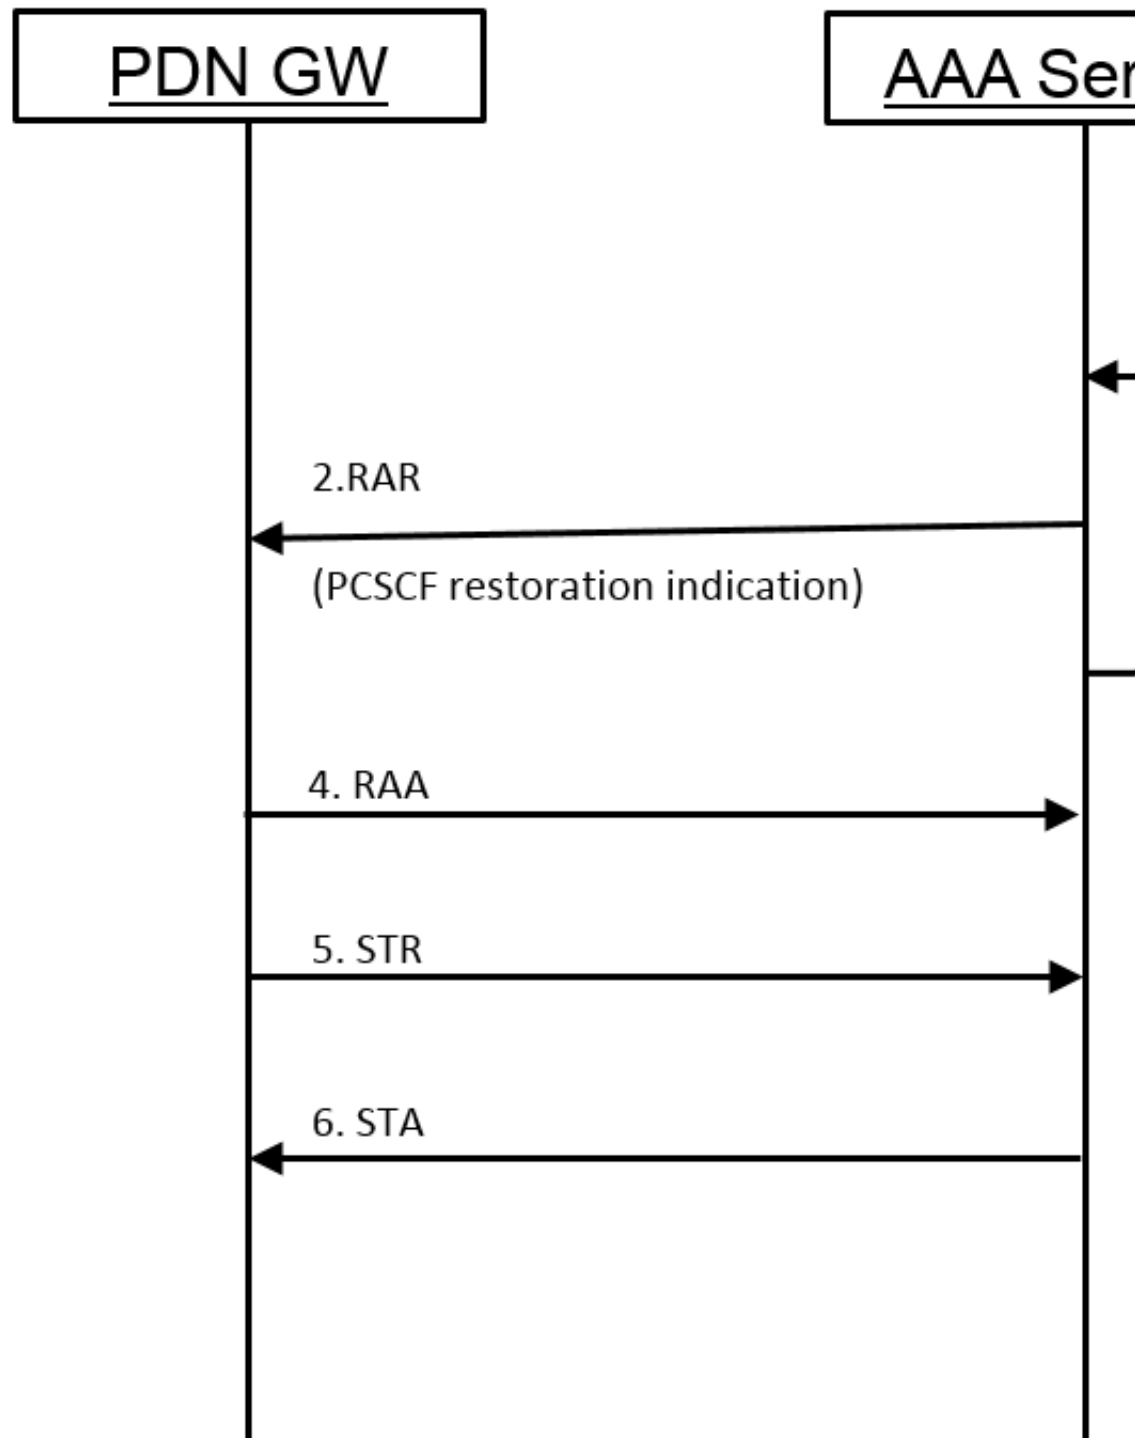 PDN GW
AAA Ser
2.RAR
(PCSCF restoration indication)
4. RAA
5. STR
6. STA